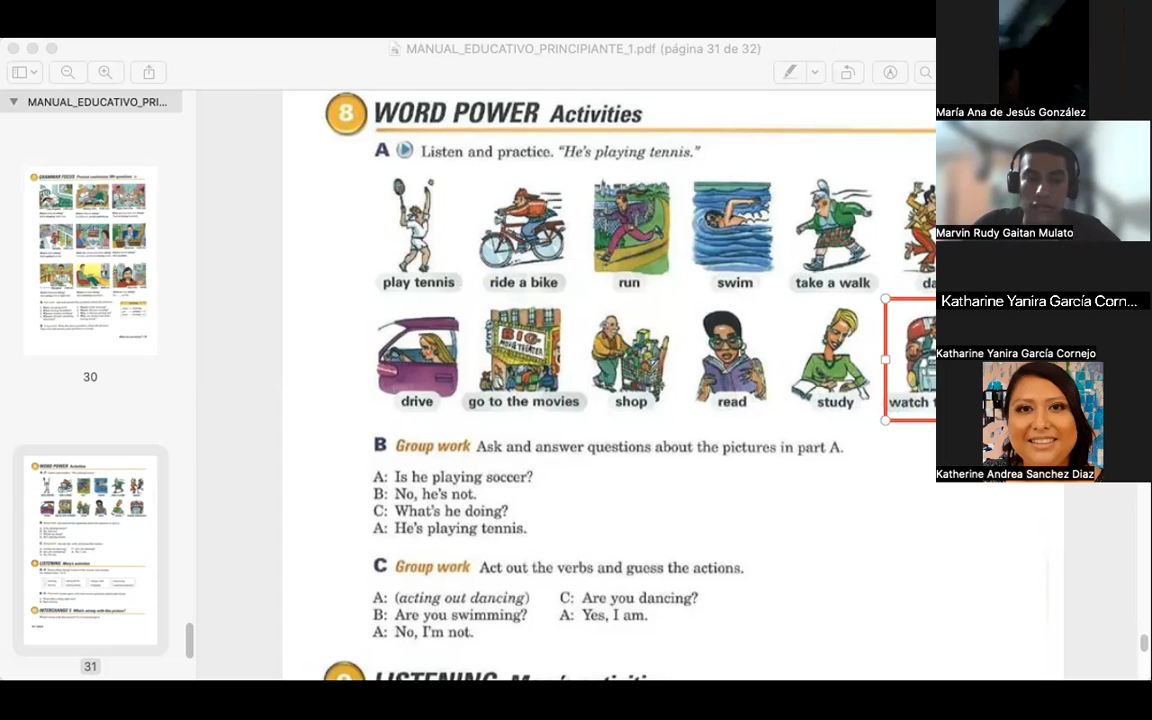 MANUAL_EDUCATIVO_PRINCIPIANTE_1.pdf (página 31 de 32)
MANUAL_EDUCATIVO_PRI...
30
31
8 WORD POWER Activities
A Listen and practice. "He's playing tennis."
play tennis ride a bike run swim take a walk da
drive go to the movies shop read study watch t
BIG
MOVIE THEATER
B Group work Ask and answer questions about the pictures in part A.
A: Is he playing soccer?
B: No, he's not.
C: What's he doing?
A: He's playing tennis.
C Group work Act out the verbs and guess the actions.
A: (acting out dancing) C: Are you dancing?
B: Are you swimming? A: Yes, I am.
A: No, I'm not.
María Ana de Jesús González
Marvin Rudy Gaitan Mulato
Katharine Yanira García Corn...
Katharine Yanira García Cornejo
Katherine Andrea Sanchez Diaz